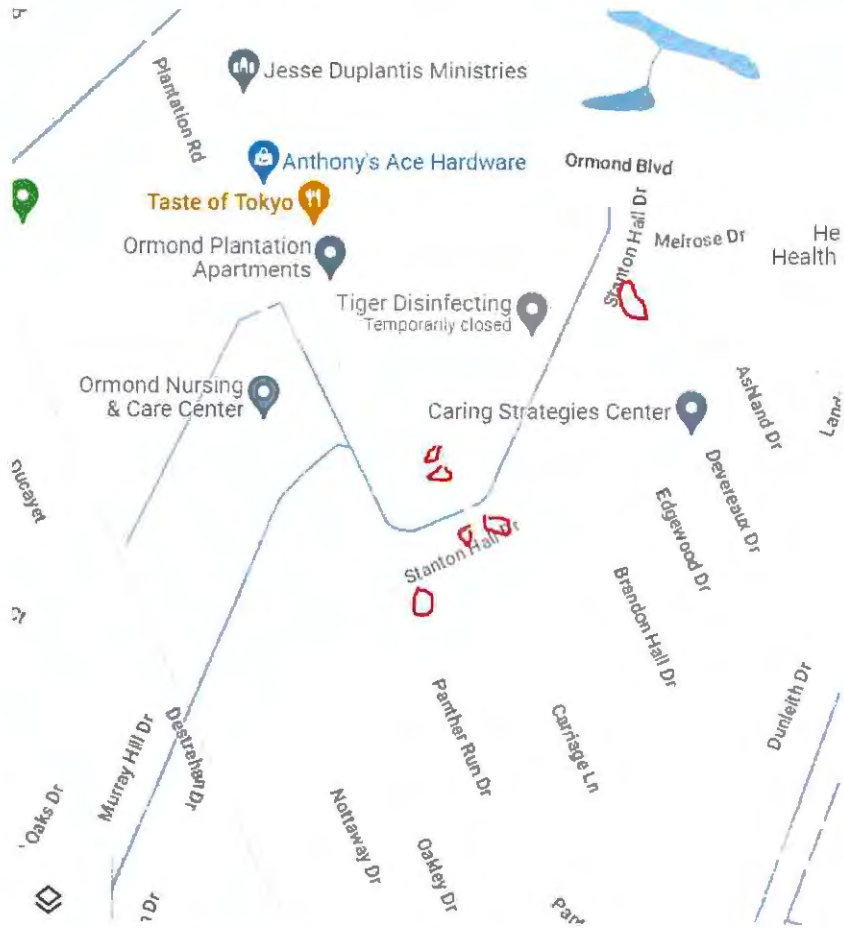 Jesse Duplantis Ministries
Plantation Rd
Anthony's Ace Hardware
Ormond Blvd
Taste of Tokyo
Stanton Hall Dr
Melrose Dr
Ormond Plantation
Apartments
He
Health
Tiger Disinfecting
Temporarily closed
Ormond Nursing
& Care Center
Caring Strategies Center
Ashland Dr
Land
ducayet
Devereaux Dr
Edgewood Dr
Stanton Hall Dr
Brandon Hall Dr
Panther Run Dr
Carriage Ln
Dunleith Dr
Murray Hill Dr
Destrehan Dr
Oaks Dr
Nottaway Dr
Oakley Dr
Dr